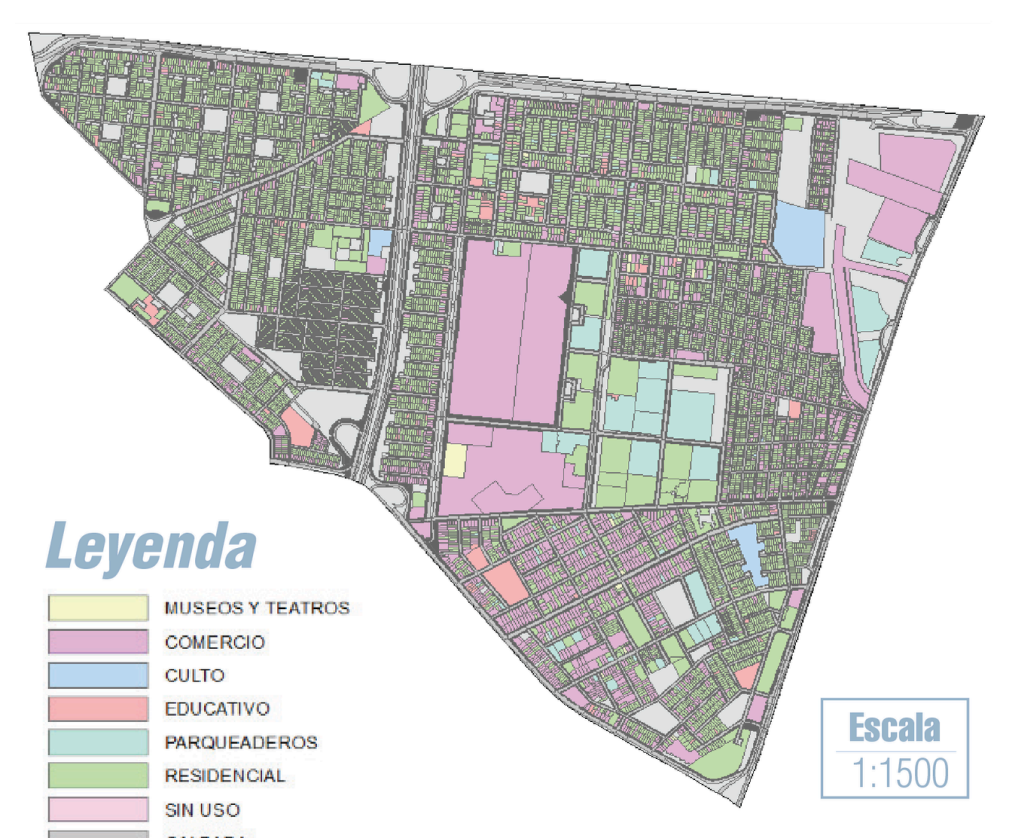 Leyenda
MUSEOS Y TEATROS
COMERCIO
CULTO
EDUCATIVO
PARQUEADEROS
RESIDENCIAL
SIN USO
Escala
1:1500